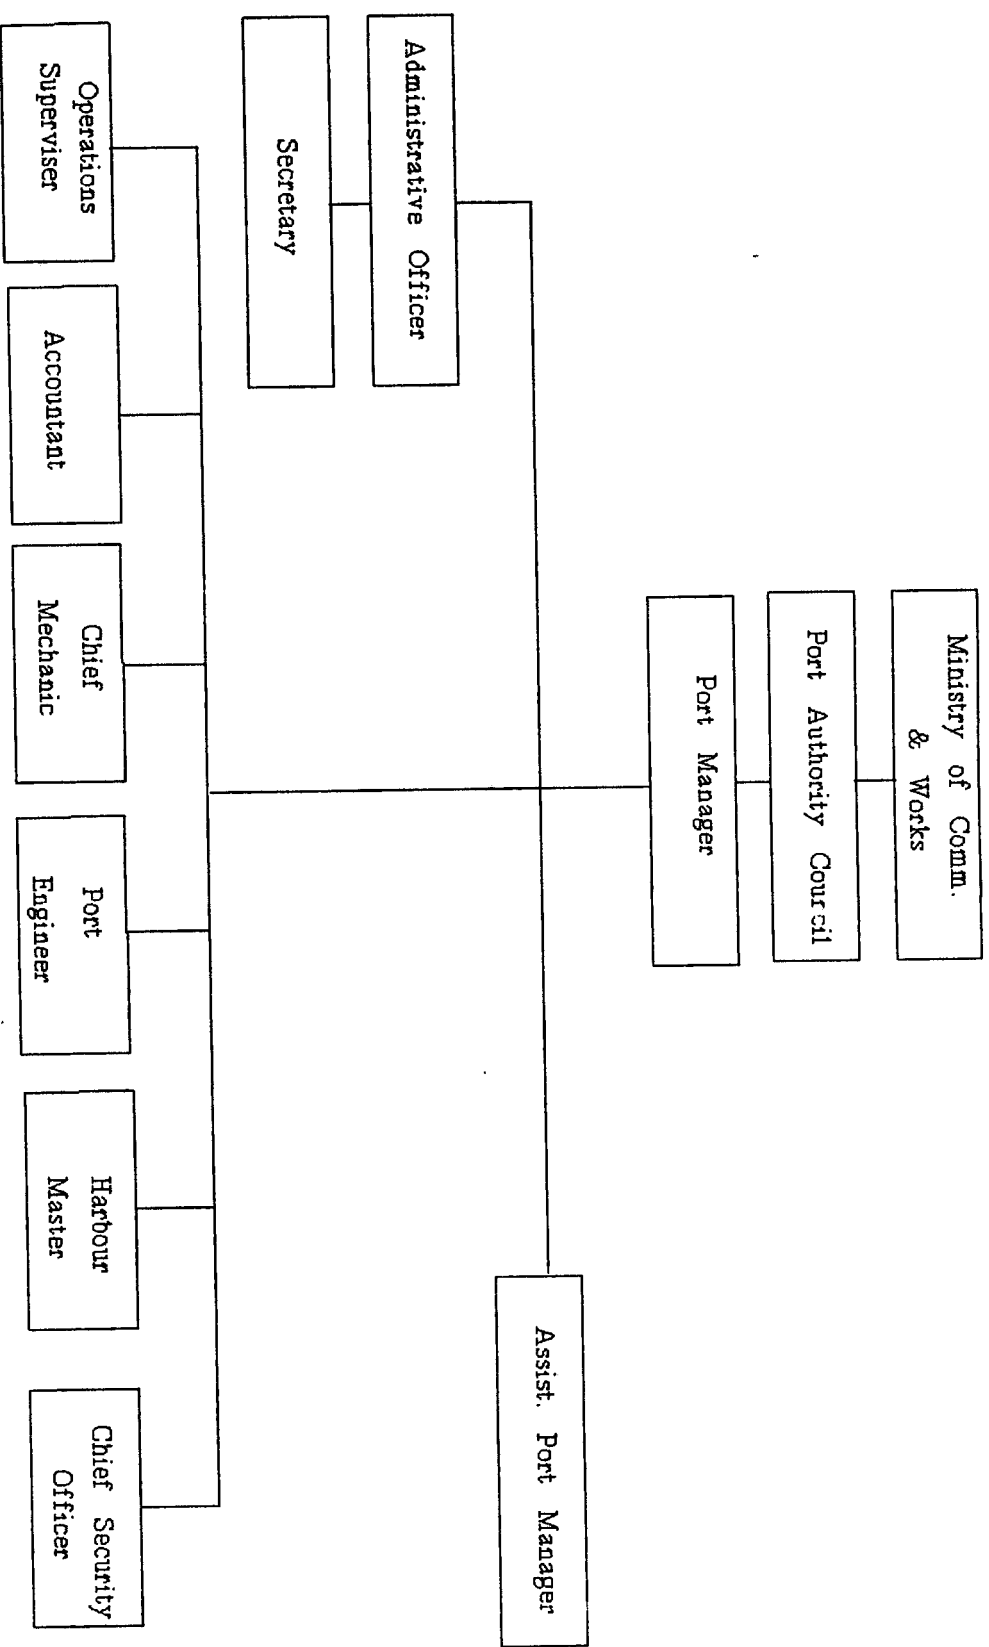 Ministry of Comm.
& Works
Port Authority Council
Port Manager
Administrative Officer
Secretary
Assist. Port Manager
Operations
Superviser
Accountant
Chief
Mechanic
Port
Engineer
Harbour
Master
Chief Security
Officer